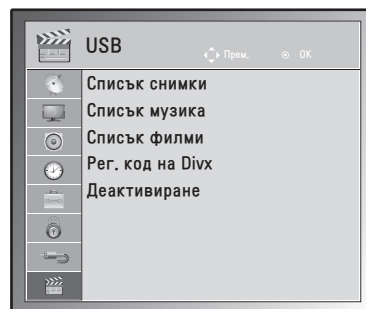 USB
Прем. OK
Списък снимки
Списък музика
Списък филми
Рег. код на Divx
Деактивиране